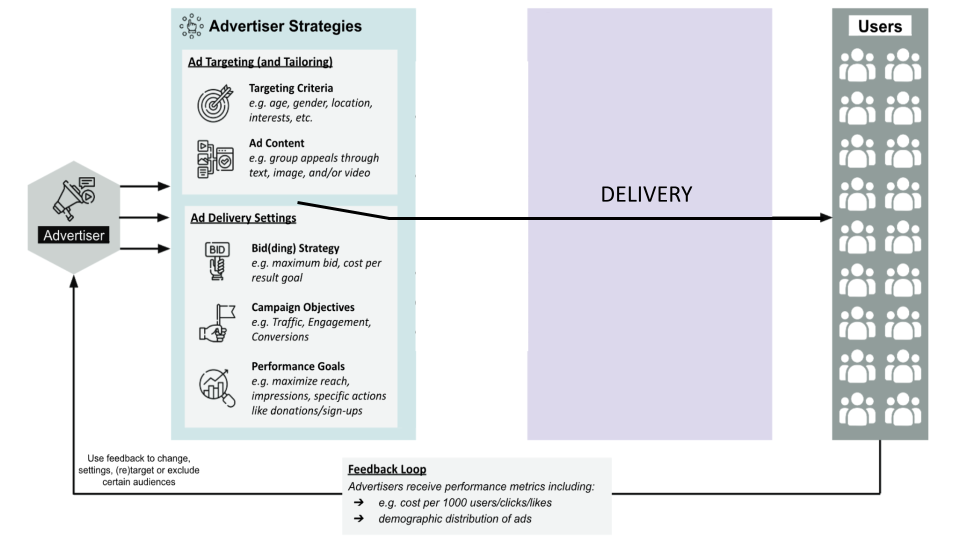 Advertiser Strategies
Ad Targeting (and Tailoring)
Targeting Criteria
e.g. age, gender, location,
interests, etc.
Ad Content
e.g. group appeals through
text, image, and/or video
Advertiser
Ad Delivery Settings
BID
Bid(ding) Strategy
e.g. maximum bid, cost per
result goal
Campaign Objectives
e.g. Traffic, Engagement,
Conversions
Performance Goals
e.g. maximize reach,
impressions, specific actions
like donations/sign-ups
DELIVERY
Users
Use feedback to change,
settings, (re)target or exclude
certain audiences
Feedback Loop
Advertisers receive performance metrics including:
➔ e.g. cost per 1000 users/clicks/likes
➔ demographic distribution of ads